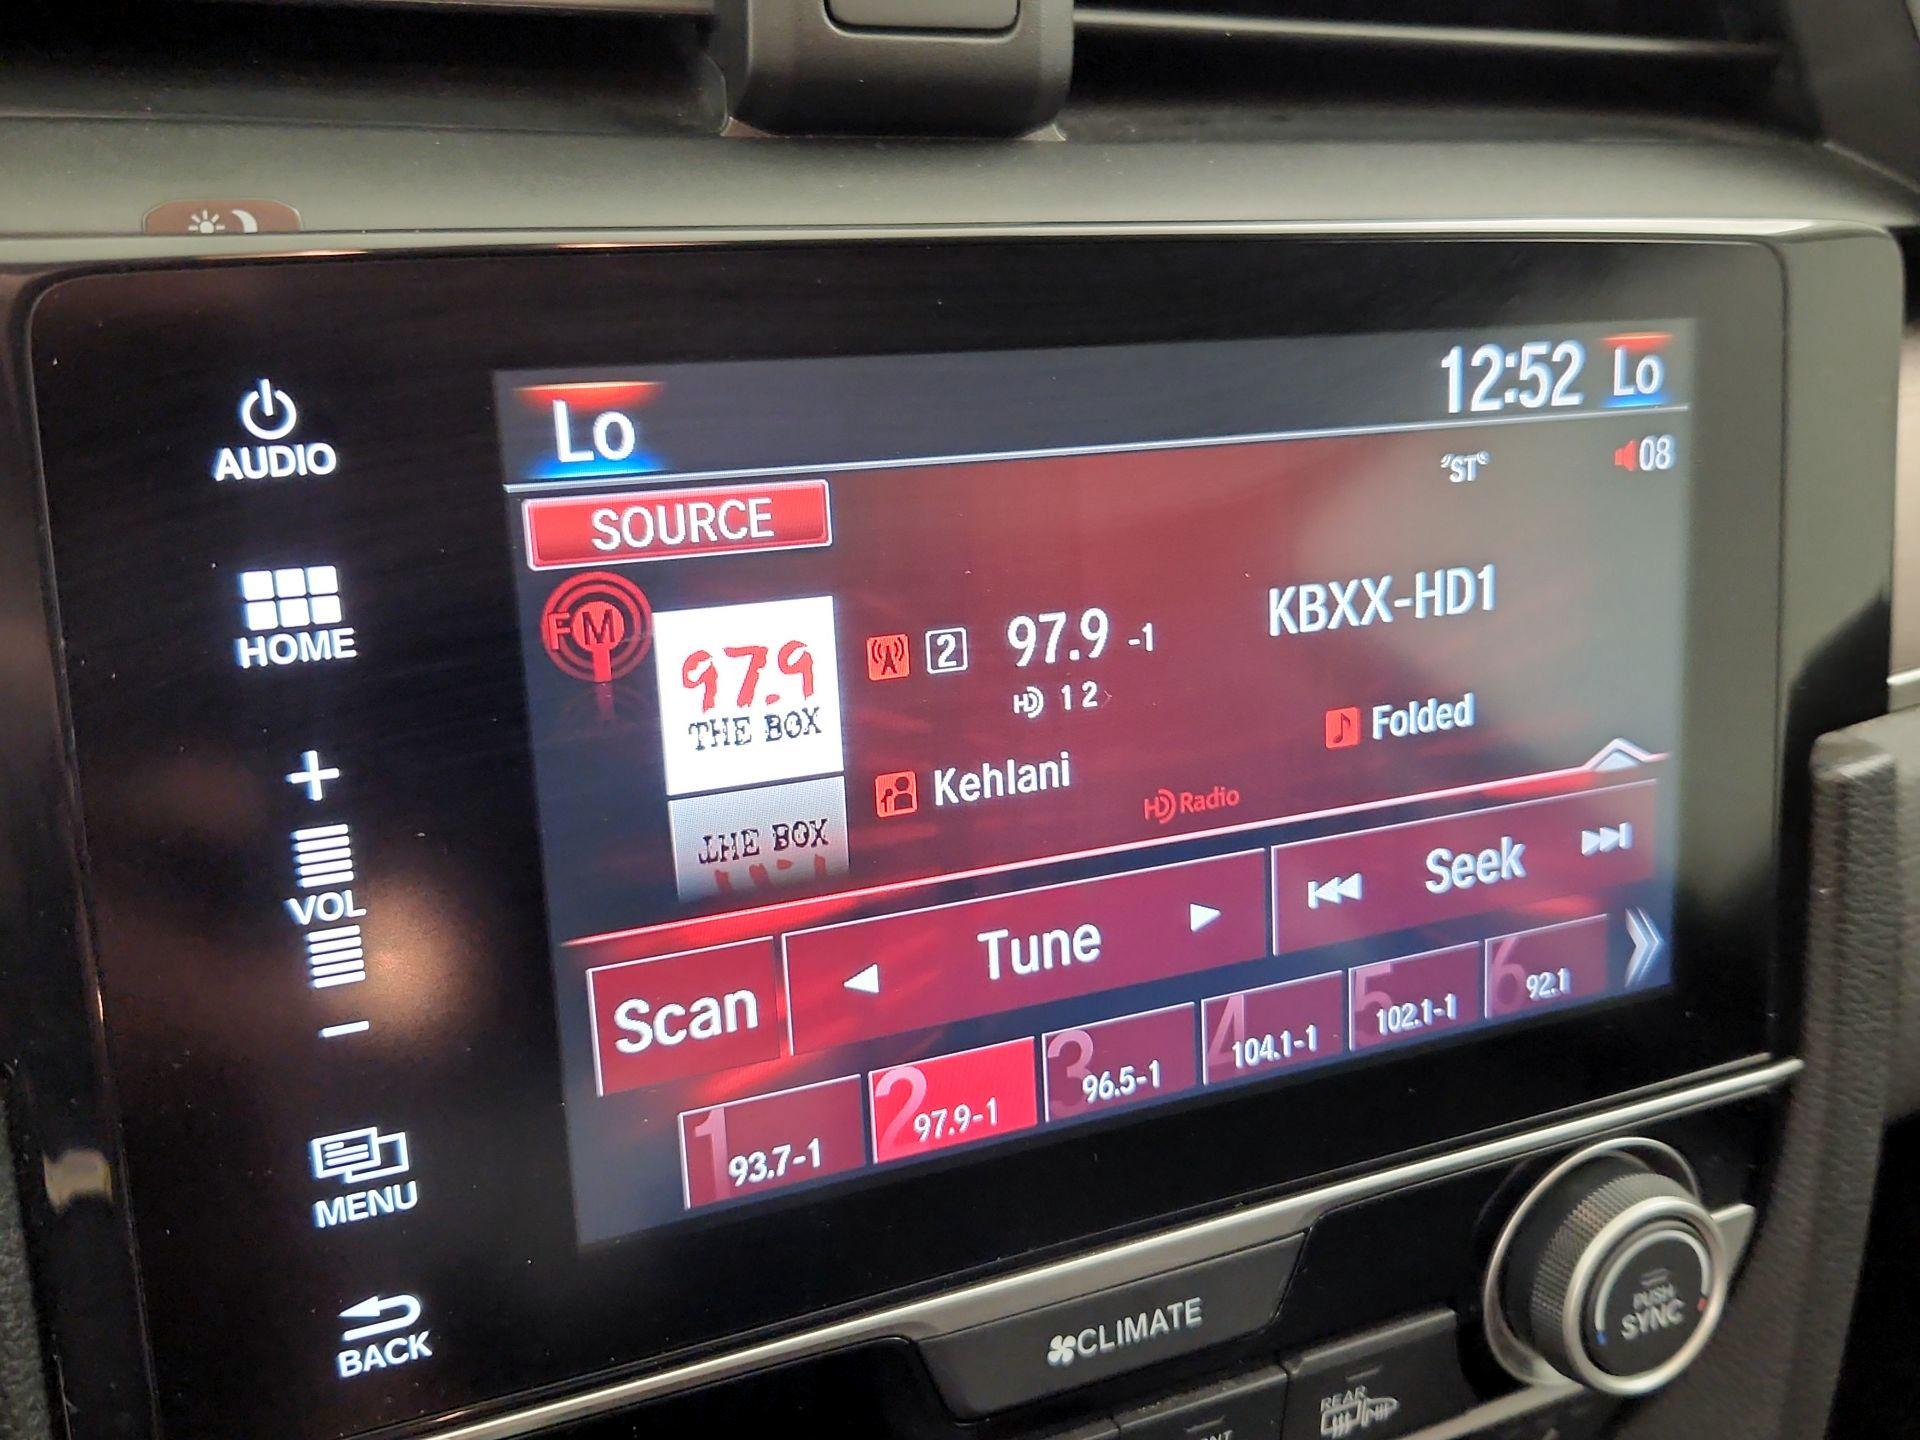 AUDIO
HOME
VOL
MENU
BACK
Lo
12:52
Lo
ST
08
SOURCE
FM
97.9
THE BOX
THE BOX
2
97.9 -1
KBXX-HD1
HD 1 2
Kehlani
Folded
HD Radio
Scan
Tune
Seek
1 93.7-1
2 97.9-1
3 96.5-1
4 104.1-1
5 102.1-1
6 92.1
CLIMATE
PUSH
SYNC
REAR